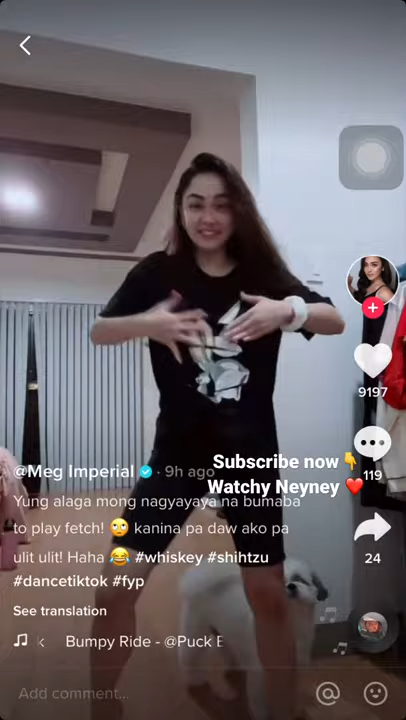 9197
119
24
Subscribe now 👇
Watchy Neyney ❤️
@Meg Imperial · 9h ago
Yung alaga mong nagyayaya na bumaba
to play fetch! 🙄 kanina pa daw ako pa
ulit ulit! Haha 😂 #whiskey #shihtzu
#dancetiktok #fyp
See translation
Bumpy Ride - @Puck
Add comment...